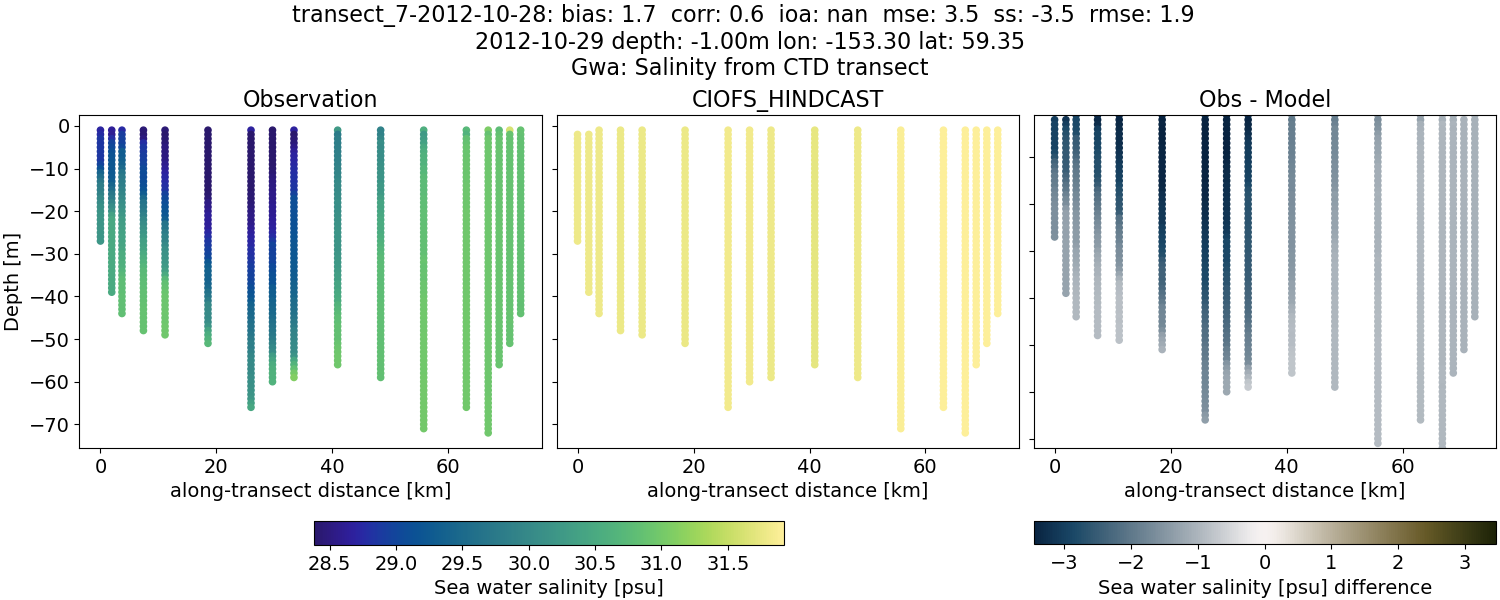 transect_7-2012-10-28: bias: 1.7  corr: 0.6  ioa: nan  mse: 3.5  ss: -3.5  rmse: 1.9
2012-10-29 depth: -1.00m lon: -153.30 lat: 59.35
Gwa: Salinity from CTD transect
Observation
CIOFS_HINDCAST
Obs - Model
Depth [m]
0
−10
−20
−30
−40
−50
−60
−70
0 20 40 60
0 20 40 60
0 20 40 60
along-transect distance [km]
along-transect distance [km]
along-transect distance [km]
28.5 29.0 29.5 30.0 30.5 31.0 31.5
Sea water salinity [psu]
−3 −2 −1 0 1 2 3
Sea water salinity [psu] difference